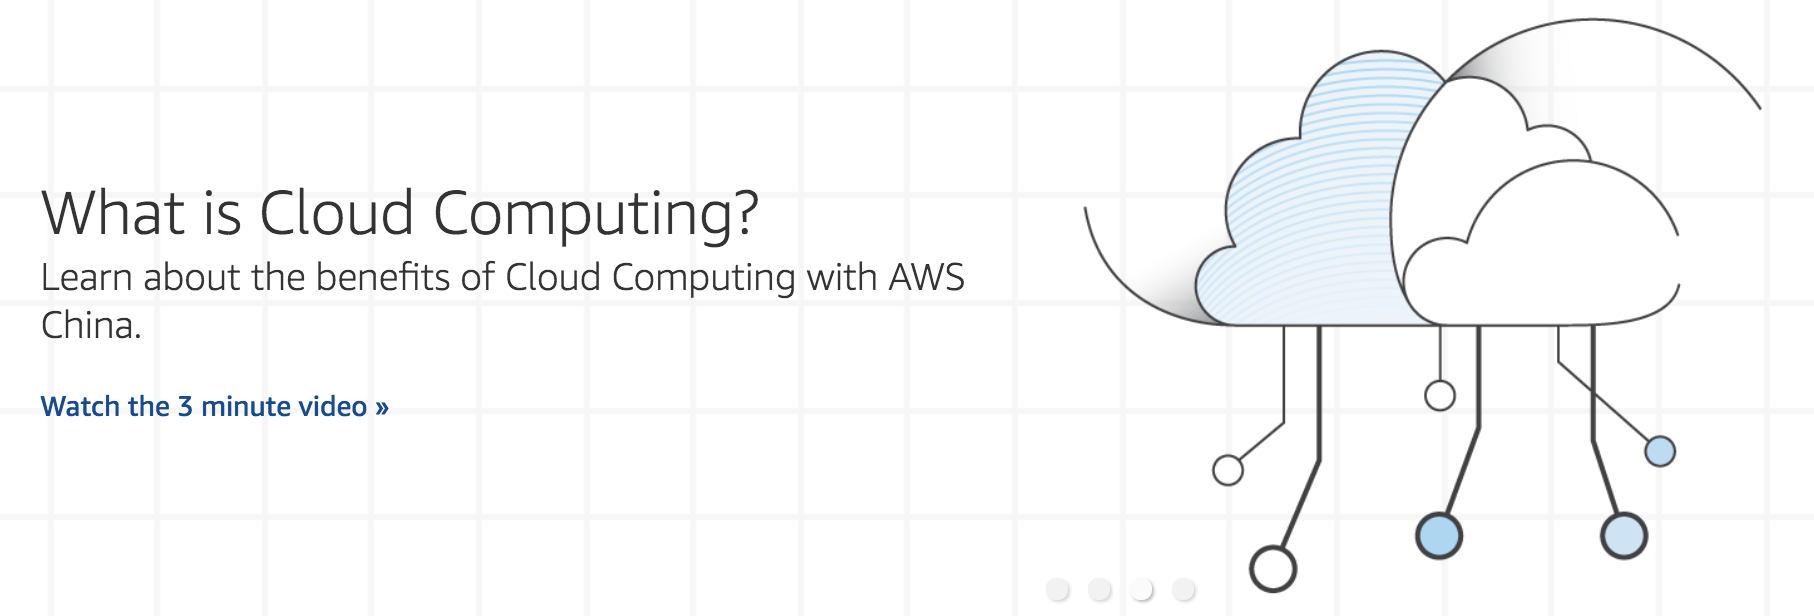 What is Cloud Computing?
Learn about the benefits of Cloud Computing with AWS
China.
Watch the 3 minute video »